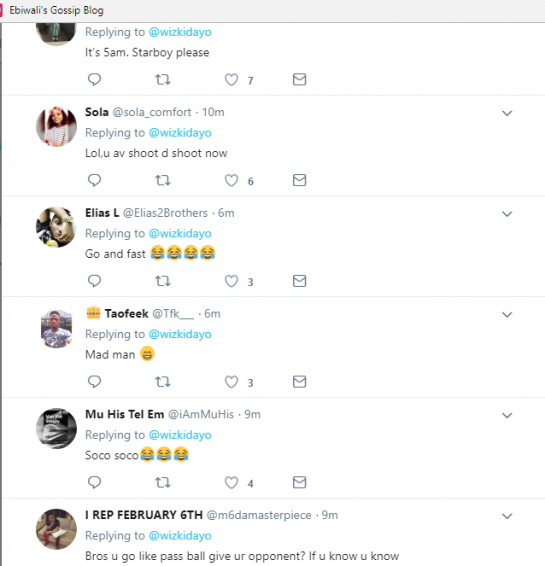 Ebiwali's Gossip Blog
Replying to @wizkidayo
It's 5am. Starboy please
7
Sola @sola_comfort · 10m
Replying to @wizkidayo
Lol,u av shoot d shoot now
6
Elias L @Elias2Brothers · 6m
Replying to @wizkidayo
Go and fast 😂😂😂😂
3
Taofeek @Tfk___ · 6m
Replying to @wizkidayo
Mad man 😁
3
Mu His Tel Em @iAmMuHis · 9m
Replying to @wizkidayo
Soco soco😂😂😂
4
I REP FEBRUARY 6TH @m6damasterpiece · 9m
Replying to @wizkidayo
Bros u go like pass ball give ur opponent? If u know u know